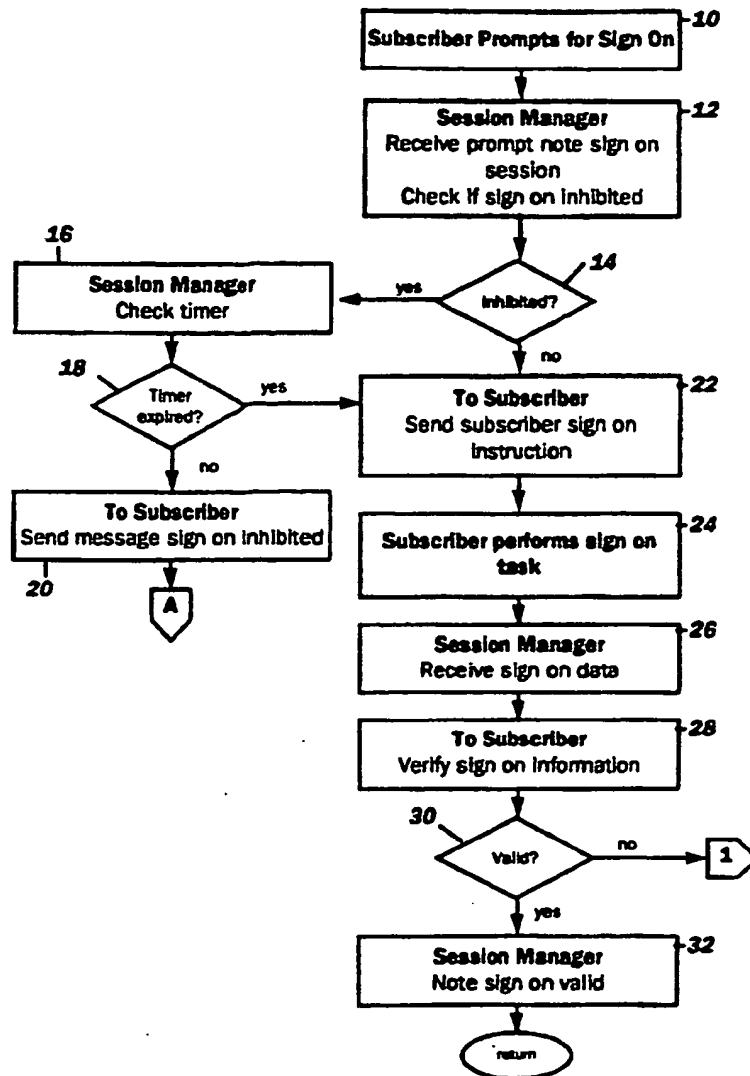 10
Subscriber Prompts for Sign On
12
Session Manager
Receive prompt note sign on
session
Check if sign on inhibited
14
Inhibited?
yes
no
16
Session Manager
Check timer
18
Timer
expired?
yes
no
20
To Subscriber
Send message sign on inhibited
A
22
To Subscriber
Send subscriber sign on
instruction
24
Subscriber performs sign on
task
26
Session Manager
Receive sign on data
28
To Subscriber
Verify sign on information
30
Valid?
no
1
yes
32
Session Manager
Note sign on valid
return